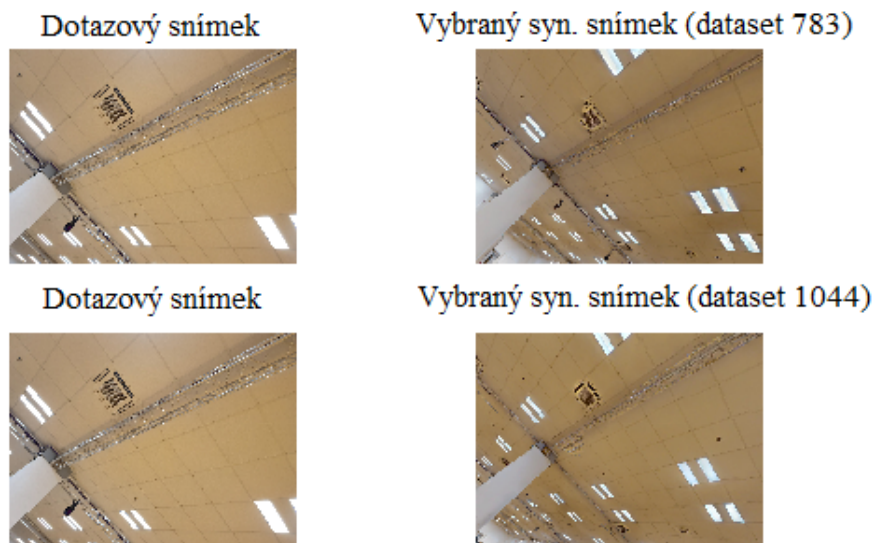 Dotazový snímek
Vybraný syn. snímek (dataset 783)
Dotazový snímek
Vybraný syn. snímek (dataset 1044)